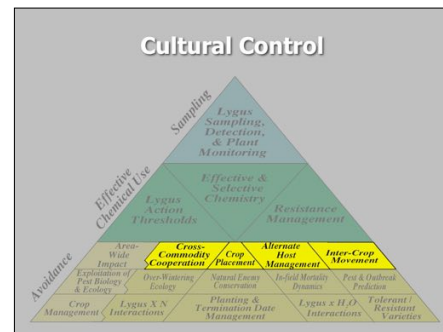 Cultural Control
Sampling
Lygus
Sampling,
Detection,
& Plant
Monitoring
Effective
Chemical Use
Lygus
Action
Thresholds
Effective &
Selective
Chemistry
Resistance
Management
Avoidance
Area-
Wide
Impact
Cross-
Commodity
Cooperation
Crop
Placement
Alternate
Host
Management
Inter-Crop
Movement
Exploitation of
Pest Biology
& Ecology
Over-Wintering
Ecology
Natural Enemy
Conservation
In-field Mortality
Dynamics
Pest & Outbreak
Prediction
Crop
Management
Lygus X N
Interactions
Planting &
Termination Date
Management
Lygus x H2O
Interactions
Tolerant /
Resistant
Varieties